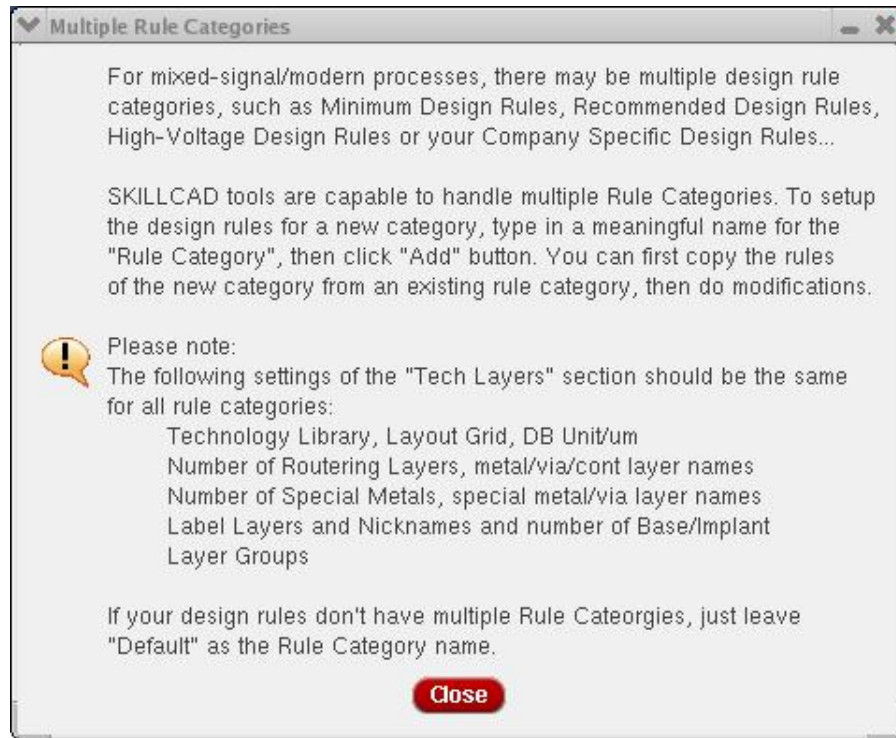 Multiple Rule Categories
For mixed-signal/modern processes, there may be multiple design rule
categories, such as Minimum Design Rules, Recommended Design Rules,
High-Voltage Design Rules or your Company Specific Design Rules...
SKILLCAD tools are capable to handle multiple Rule Categories. To setup
the design rules for a new category, type in a meaningful name for the
"Rule Category", then click "Add" button. You can first copy the rules
of the new category from an existing rule category, then do modifications.
Please note:
The following settings of the "Tech Layers" section should be the same
for all rule categories:
Technology Library, Layout Grid, DB Unit/um
Number of Routering Layers, metal/via/cont layer names
Number of Special Metals, special metal/via layer names
Label Layers and Nicknames and number of Base/Implant
Layer Groups
If your design rules don't have multiple Rule Cateorgies, just leave
"Default" as the Rule Category name.
Close